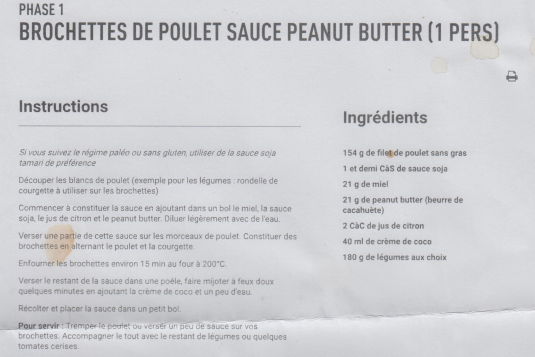 PHASE 1
BROCHETTES DE POULET SAUCE PEANUT BUTTER (1 PERS)
Instructions
Si vous suivez le régime paléo ou sans gluten, utiliser de la sauce soja
tamari de préférence
Découper les blancs de poulet (exemple pour les légumes : rondelle de
courgette à utiliser sur les brochettes)
Commencer à constituer la sauce en ajoutant dans un bol le miel, la sauce
soja, le jus de citron et le peanut butter. Diluer légèrement avec de l'eau.
Verser une partie de cette sauce sur les morceaux de poulet. Constituer des
brochettes en alternant le poulet et la courgette.
Enfourner les brochettes environ 15 min au four à 200°C.
Verser le restant de la sauce dans une poêle, faire mijoter à feux doux
quelques minutes en ajoutant la crème de coco et un peu d'eau.
Récolter et placer la sauce dans un petit bol.
Pour servir : Tremper le poulet ou verser un peu de sauce sur vos
brochettes. Accompagner le tout avec le restant de légumes ou quelques
tomates cerises.
Ingrédients
154 g de filet de poulet sans gras
1 et demi CàS de sauce soja
21 g de miel
21 g de peanut butter (beurre de
cacahuète)
2 CàC de jus de citron
40 ml de crème de coco
180 g de légumes aux choix